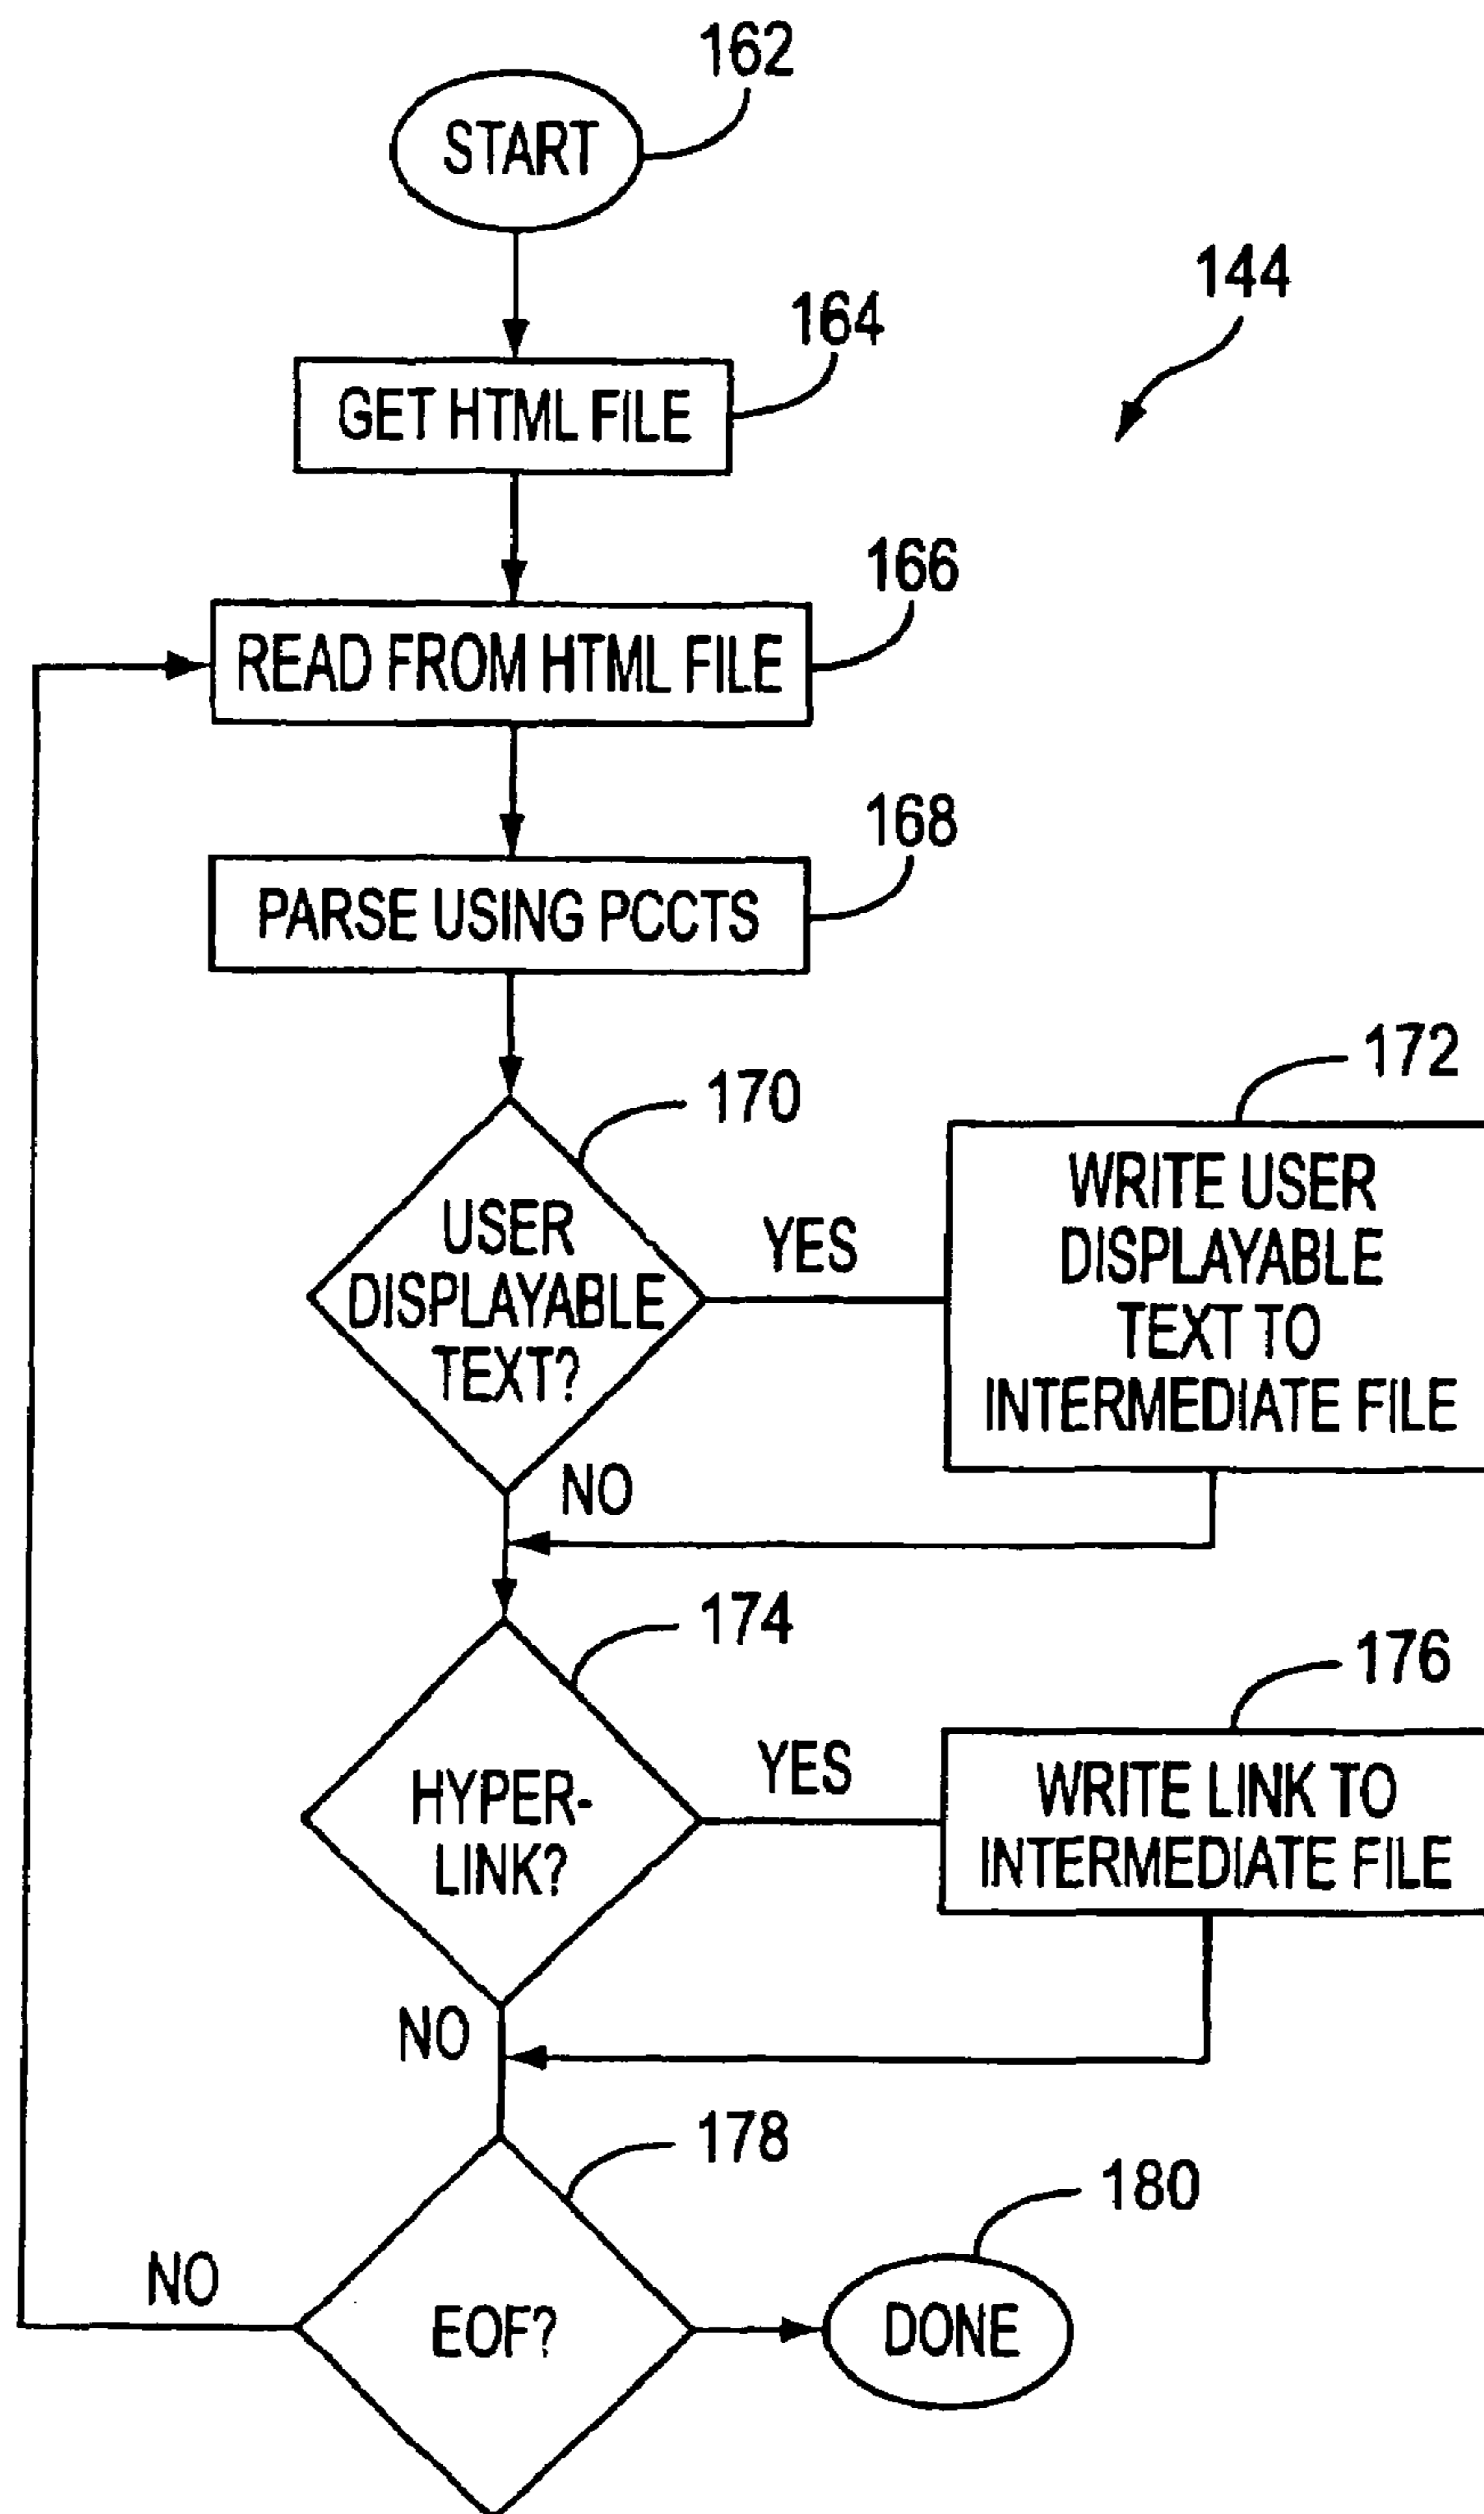 162
START
144
164
GET HTML FILE
166
READ FROM HTML FILE
168
PARSE USING PCCTS
170
USER
DISPLAYABLE
TEXT?
YES
172
WRITE USER
DISPLAYABLE
TEXT TO
INTERMEDIATE FILE
NO
174
HYPER-
LINK?
YES
176
WRITE LINK TO
INTERMEDIATE FILE
NO
178
EOF?
NO
180
DONE